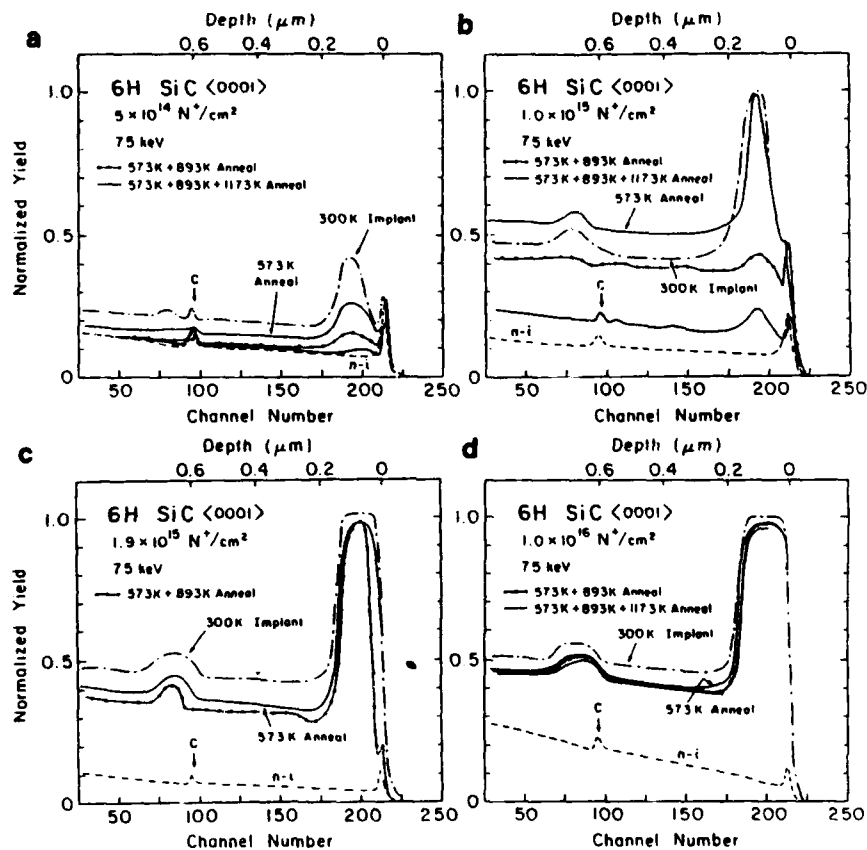 a
Depth (μm)
0.6 0.4 0.2 0
6H SiC <0001>
5×10¹⁴ N⁺/cm²
75 keV
573K+893K Anneal
573K+893K+1173K Anneal
300K Implant
573K
Anneal
C
n-i
1.0
0.5
0
Normalized Yield
50 100 150 200 250
Channel Number
b
Depth (μm)
0.6 0.4 0.2 0
6H SiC <0001>
1.0×10¹⁵ N⁺/cm²
75 keV
573K+893K Anneal
573K+893K+1173K Anneal
573K Anneal
300K Implant
C
n-i
1.0
0.5
0
50 100 150 200 250
Channel Number
c
Depth (μm)
0.6 0.4 0.2 0
6H SiC <0001>
1.9×10¹⁵ N⁺/cm²
75 keV
573K+893K Anneal
300K Implant
573K Anneal
C
n-i
1.0
0.5
0
Normalized Yield
50 100 150 200 250
Channel Number
d
Depth (μm)
0.6 0.4 0.2 0
6H SiC <0001>
1.0×10¹⁶ N⁺/cm²
75 keV
573K+893K Anneal
573K+893K+1173K Anneal
300K Implant
573K Anneal
C
n-i
1.0
0.5
0
50 100 150 200 250
Channel Number